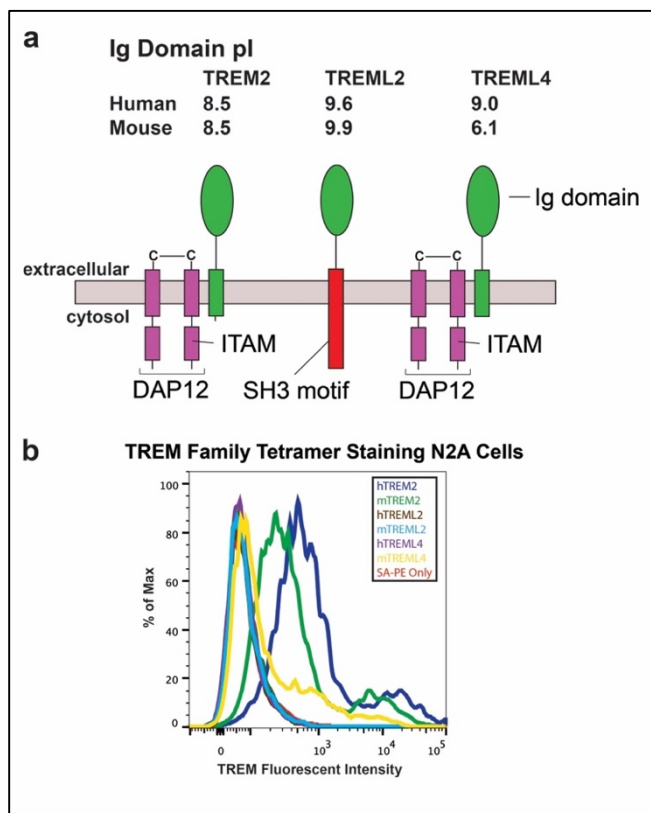 a
Ig Domain pI
TREM2 TREML2 TREML4
Human 8.5 9.6 9.0
Mouse 8.5 9.9 6.1
Ig domain
C C C C
extracellular
cytosol
ITAM ITAM
DAP12 SH3 motif DAP12
b
TREM Family Tetramer Staining N2A Cells
100
80
60
40
20
0
% of Max
hTREM2
mTREM2
hTREML2
mTREML2
hTREML4
mTREML4
SA-PE Only
0 10³ 10⁴ 10⁵
TREM Fluorescent Intensity